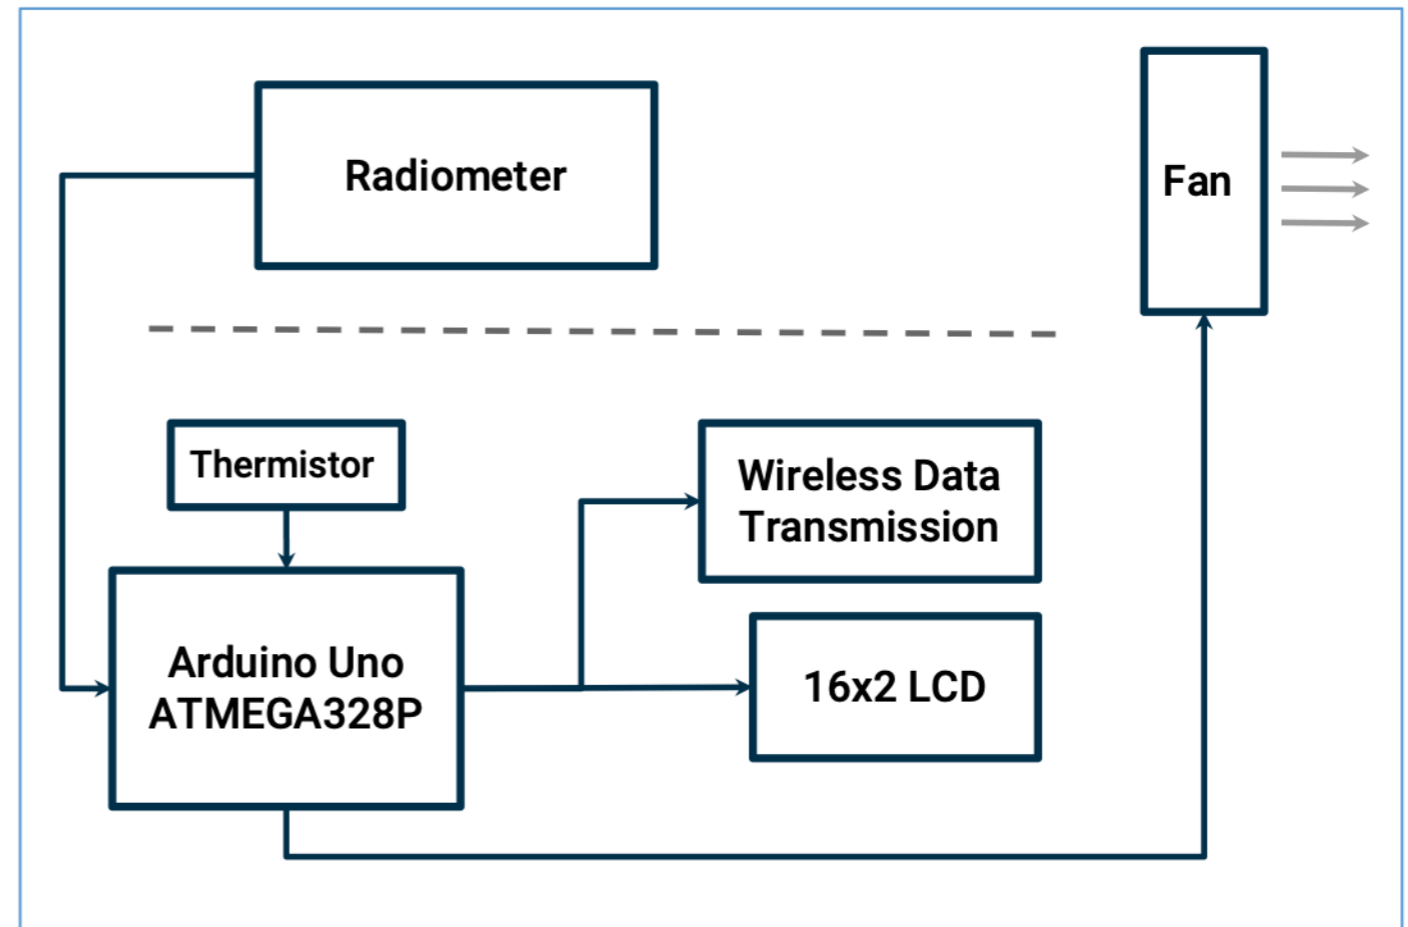 Radiometer
Fan
Thermistor
Wireless Data
Transmission
Arduino Uno
ATMEGA328P
16x2 LCD